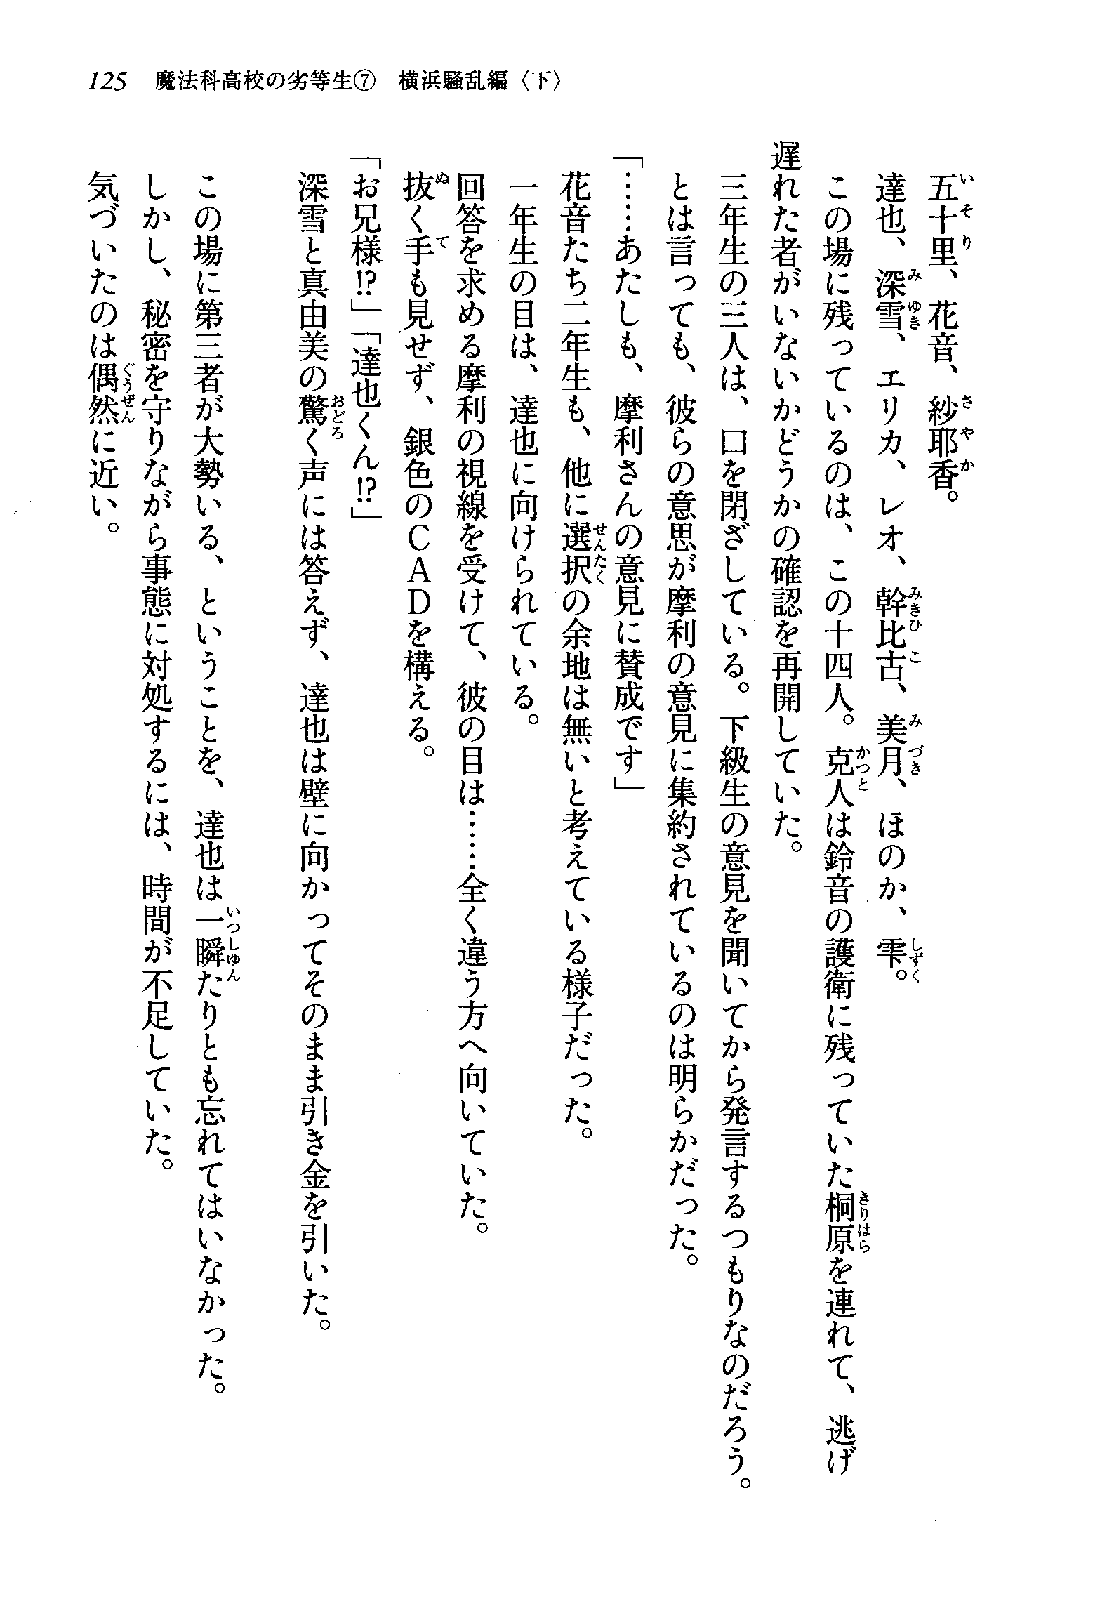 125 魔法科高校の劣等生⑦ 横浜騒乱編〈下〉
五十里、花音、紗耶香。
達也、深雪、エリカ、レオ、幹比古、美月、ほのか、雫。
この場に残っているのは、この十四人。克人は鈴音の護衛に残っていた桐原を連れて、逃げ
遅れた者がいないかどうかの確認を再開していた。
三年生の三人は、口を閉ざしている。下級生の意見を聞いてから発言するつもりなのだろう。
とは言っても、彼らの意思が摩利の意見に集約されているのは明らかだった。
「……あたしも、摩利さんの意見に賛成です」
花音たち二年生も、他に選択の余地は無いと考えている様子だった。
一年生の目は、達也に向けられている。
回答を求める摩利の視線を受けて、彼の目は……全く違う方へ向いていた。
抜く手も見せず、銀色のＣＡＤを構える。
「お兄様!?」「達也くん!?」
深雪と真由美の驚く声には答えず、達也は壁に向かってそのまま引き金を引いた。
この場に第三者が大勢いる、ということを、達也は一瞬たりとも忘れてはいなかった。
しかし、秘密を守りながら事態に対処するには、時間が不足していた。
気づいたのは偶然に近い。